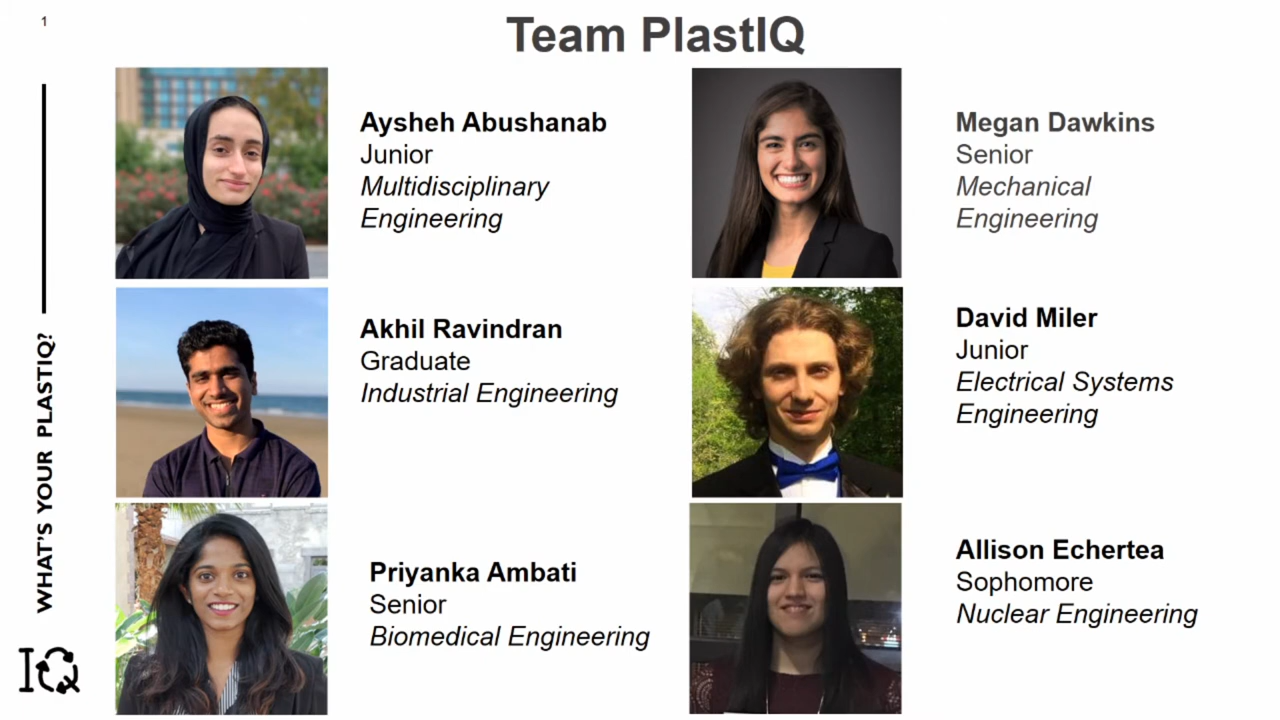 1
Team PlastIQ
Aysheh Abushanab
Junior
Multidisciplinary
Engineering
Megan Dawkins
Senior
Mechanical
Engineering
Akhil Ravindran
Graduate
Industrial Engineering
David Miler
Junior
Electrical Systems
Engineering
Priyanka Ambati
Senior
Biomedical Engineering
Allison Echertea
Sophomore
Nuclear Engineering
WHAT'S YOUR PLASTIQ?
IQ